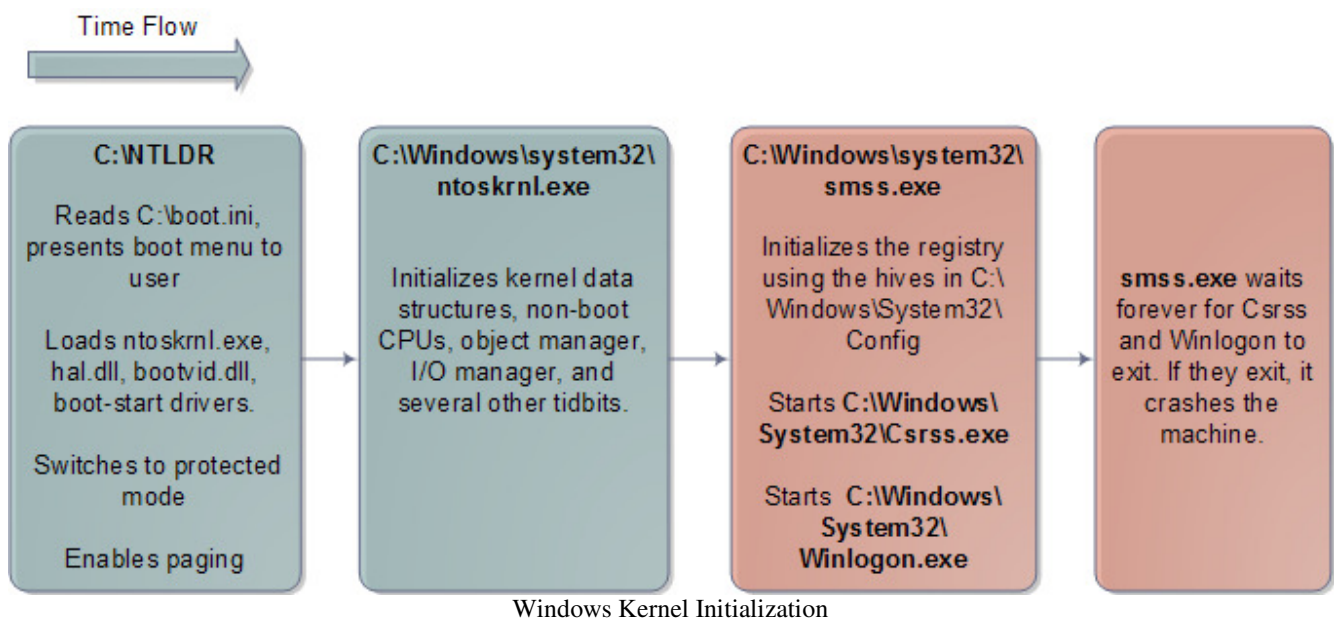 Time Flow
C:\NTLDR
Reads C:\boot.ini,
presents boot menu to
user
Loads ntoskrnl.exe,
hal.dll, bootvid.dll,
boot-start drivers.
Switches to protected
mode
Enables paging
C:\Windows\system32\
ntoskrnl.exe
Initializes kernel data
structures, non-boot
CPUs, object manager,
I/O manager, and
several other tidbits.
C:\Windows\system32\
smss.exe
Initializes the registry
using the hives in C:\
Windows\System32\
Config
Starts C:\Windows\
System32\Csrss.exe
Starts C:\Windows\
System32\
Winlogon.exe
smss.exe waits
forever for Csrss
and Winlogon to
exit. If they exit, it
crashes the
machine.
Windows Kernel Initialization